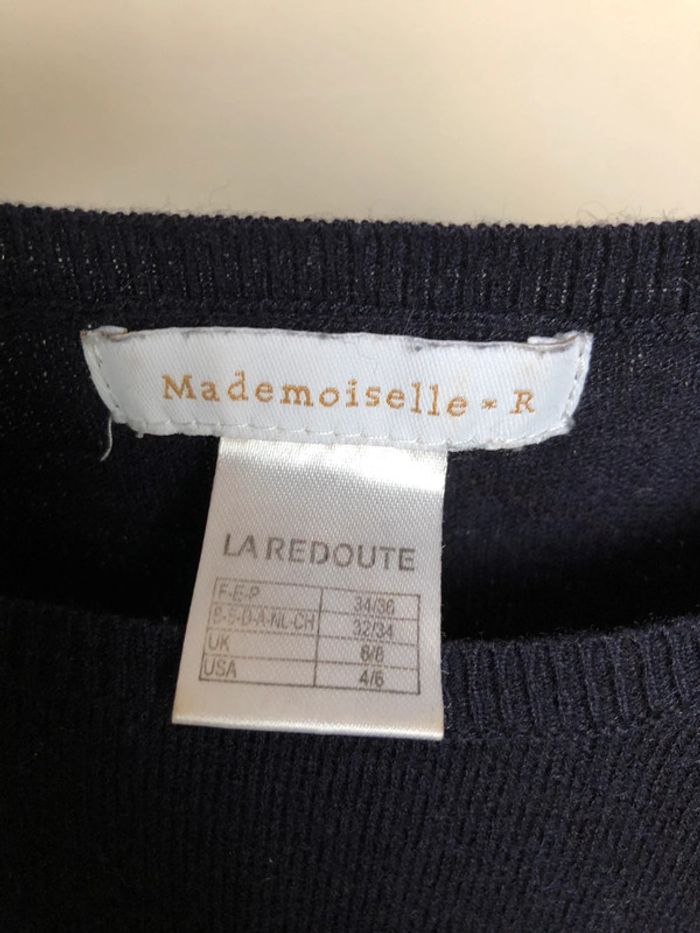 Mademoiselle * R
LA REDOUTE
F-E-P 34/36
B-S-D-A-NL-CH 32/34
UK 6/8
USA 4/6